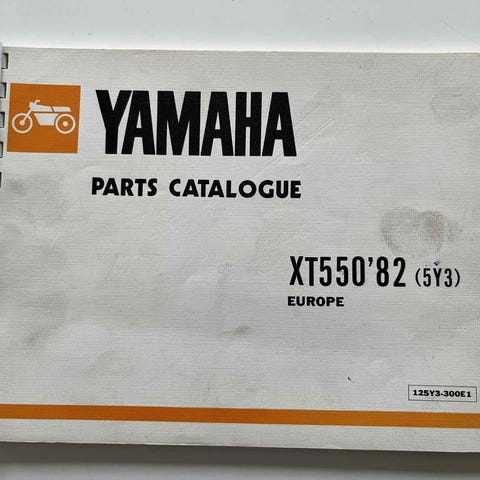 YAMAHA
PARTS CATALOGUE
XT550'82 (5Y3)
EUROPE
125Y3-300E1